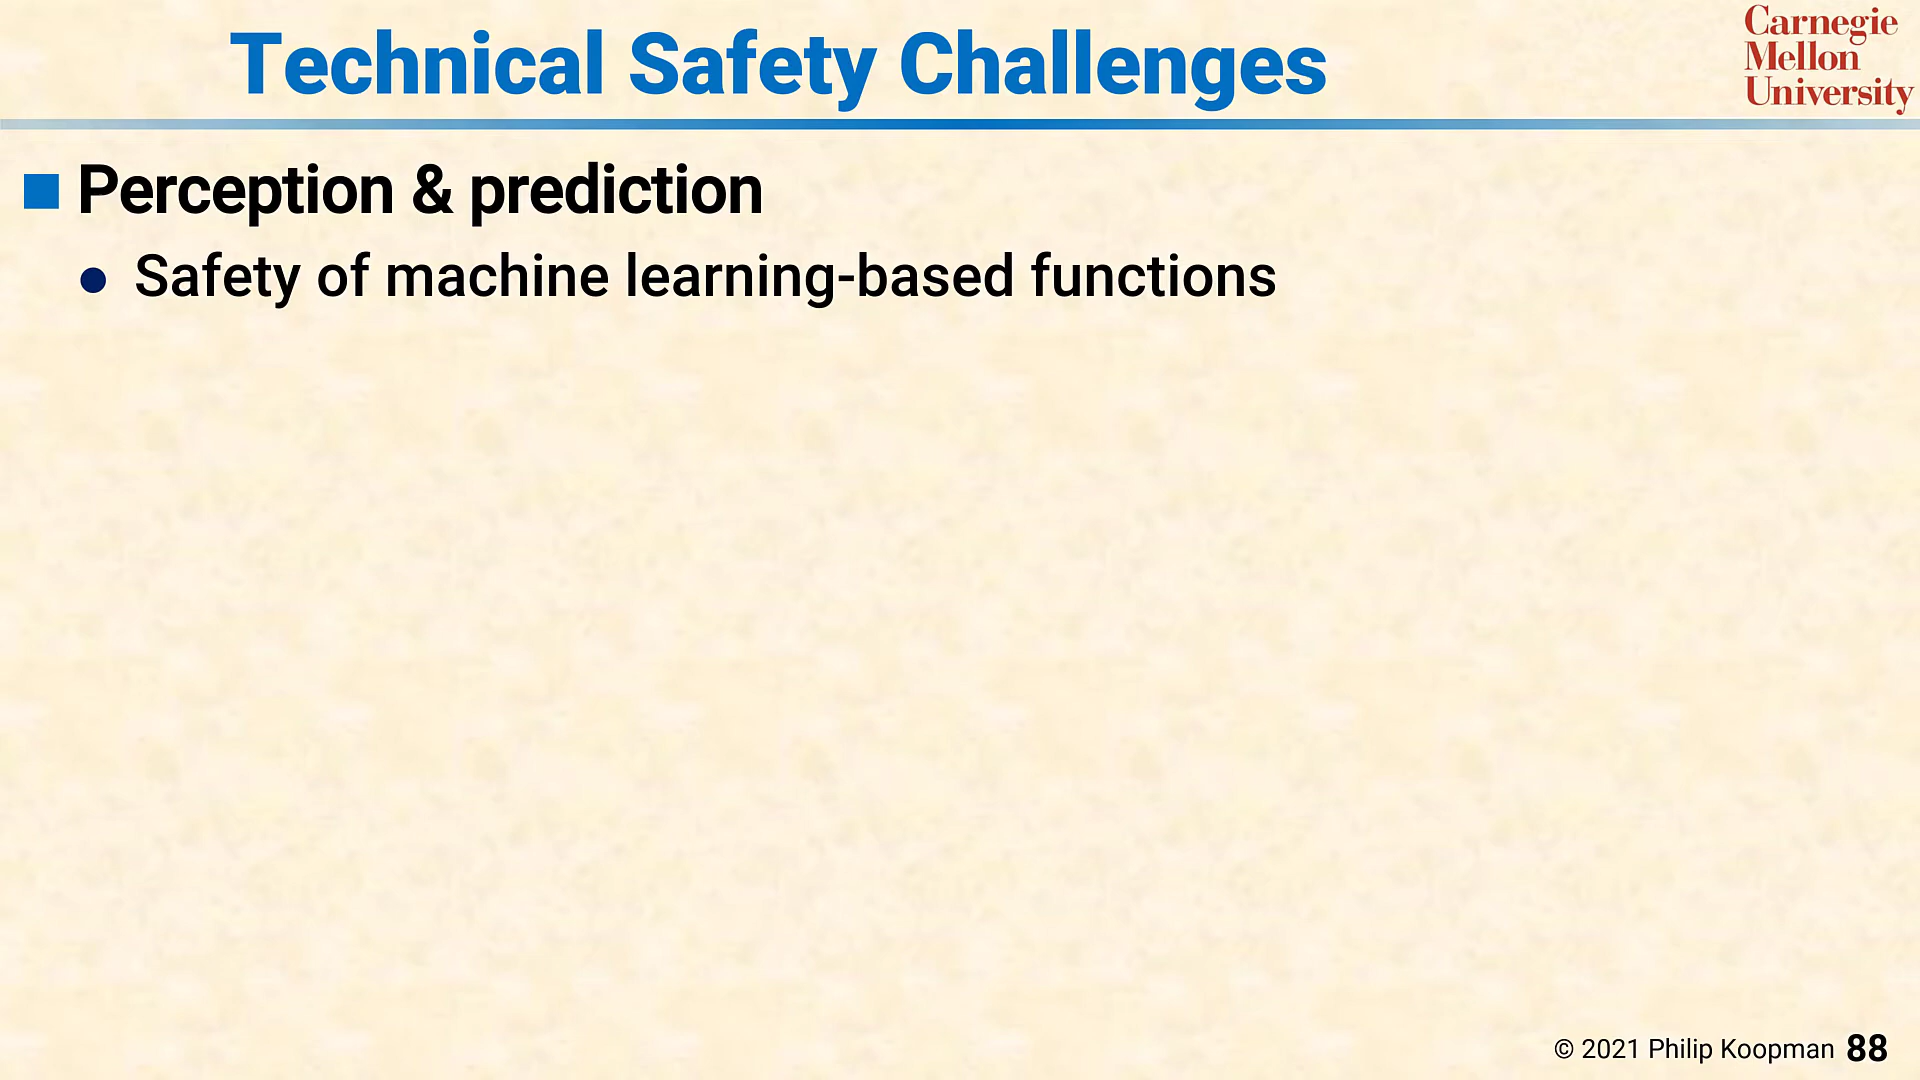 Technical Safety Challenges
Carnegie
Mellon
University
Perception & prediction
Safety of machine learning-based functions
© 2021 Philip Koopman 88